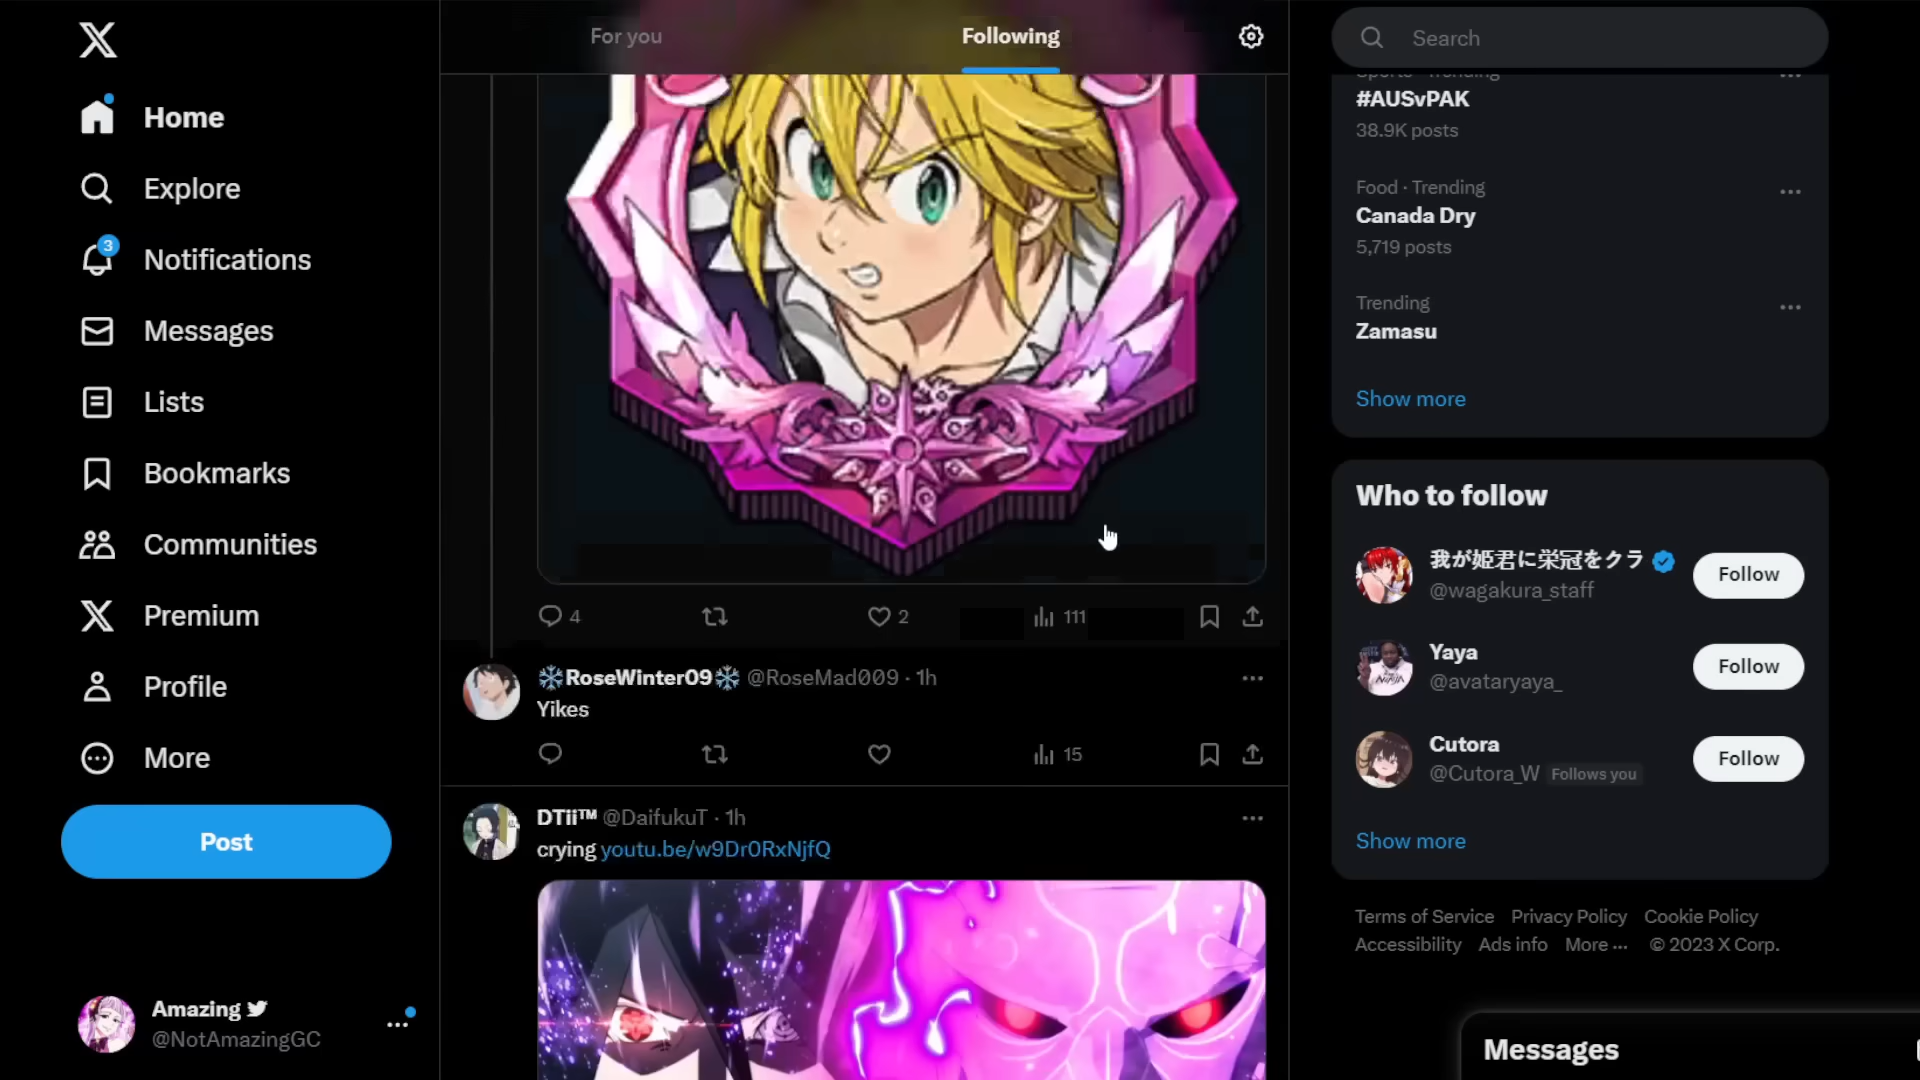 Home
Explore
3
Notifications
Messages
Lists
Bookmarks
Communities
Premium
Profile
More
Post
Amazing
@NotAmazingGC
For you
Following
4
2
111
❄RoseWinter09❄ @RoseMad009 · 1h
Yikes
15
DTii™ @DaifukuT · 1h
crying youtu.be/w9Dr0RxNjfQ
Search
Sports · Trending
#AUSvPAK
38.9K posts
Food · Trending
Canada Dry
5,719 posts
Trending
Zamasu
Show more
Who to follow
我が姫君に栄冠をクラ
@wagakura_staff
Follow
Yaya
@avataryaya_
Follow
Cutora
@Cutora_W Follows you
Follow
Show more
Terms of Service Privacy Policy Cookie Policy
Accessibility Ads info More ··· © 2023 X Corp.
Messages